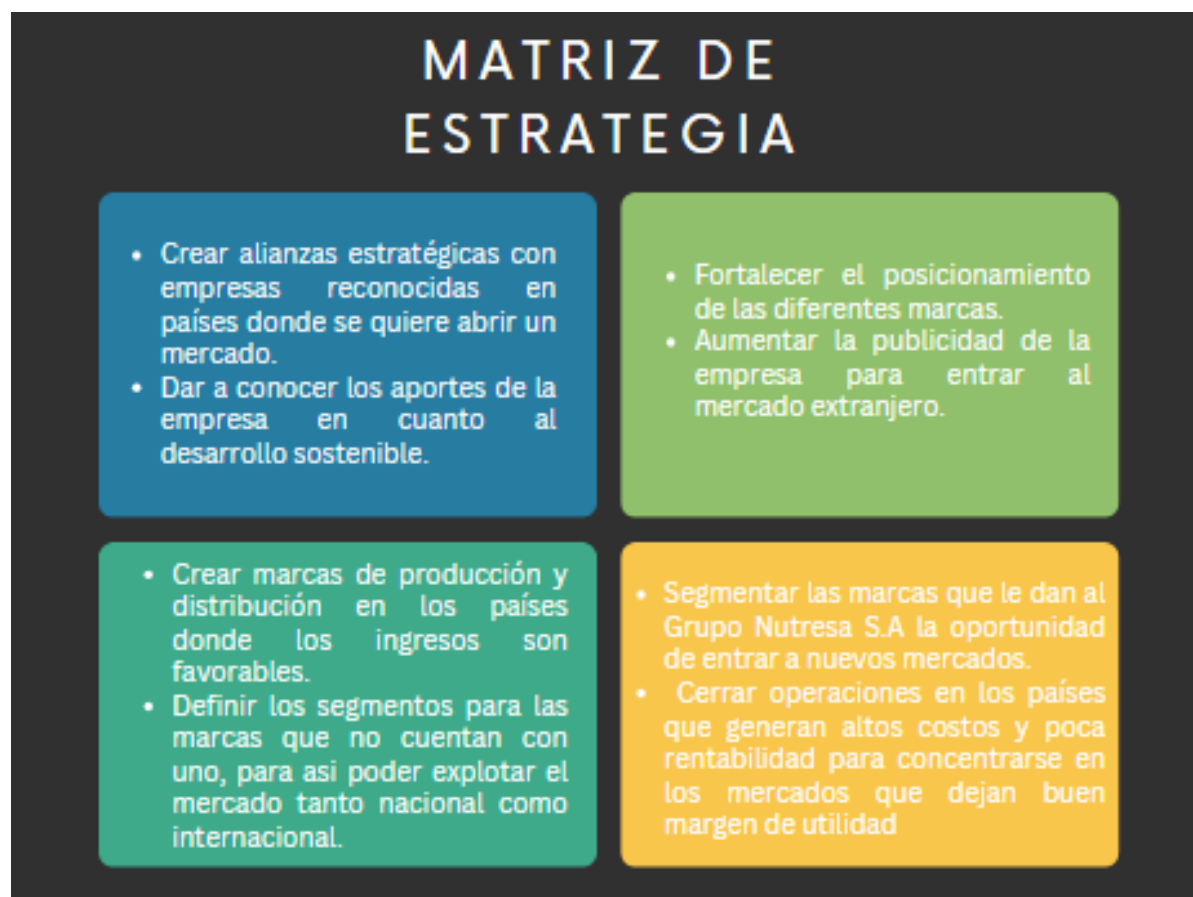 MATRIZ DE
ESTRATEGIA
• Crear alianzas estratégicas con
empresas reconocidas en
países donde se quiere abrir un
mercado.
• Dar a conocer los aportes de la
empresa en cuanto al
desarrollo sostenible.
• Fortalecer el posicionamiento
de las diferentes marcas.
• Aumentar la publicidad de la
empresa para entrar al
mercado extranjero.
• Crear marcas de producción y
distribución en los países
donde los ingresos son
favorables.
• Definir los segmentos para las
marcas que no cuentan con
uno, para asi poder explotar el
mercado tanto nacional como
internacional.
• Segmentar las marcas que le dan al
Grupo Nutresa S.A la oportunidad
de entrar a nuevos mercados.
• Cerrar operaciones en los países
que generan altos costos y poca
rentabilidad para concentrarse en
los mercados que dejan buen
margen de utilidad